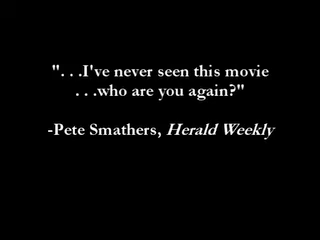 ". . .I've never seen this movie
. . .who are you again?"
-Pete Smathers, Herald Weekly